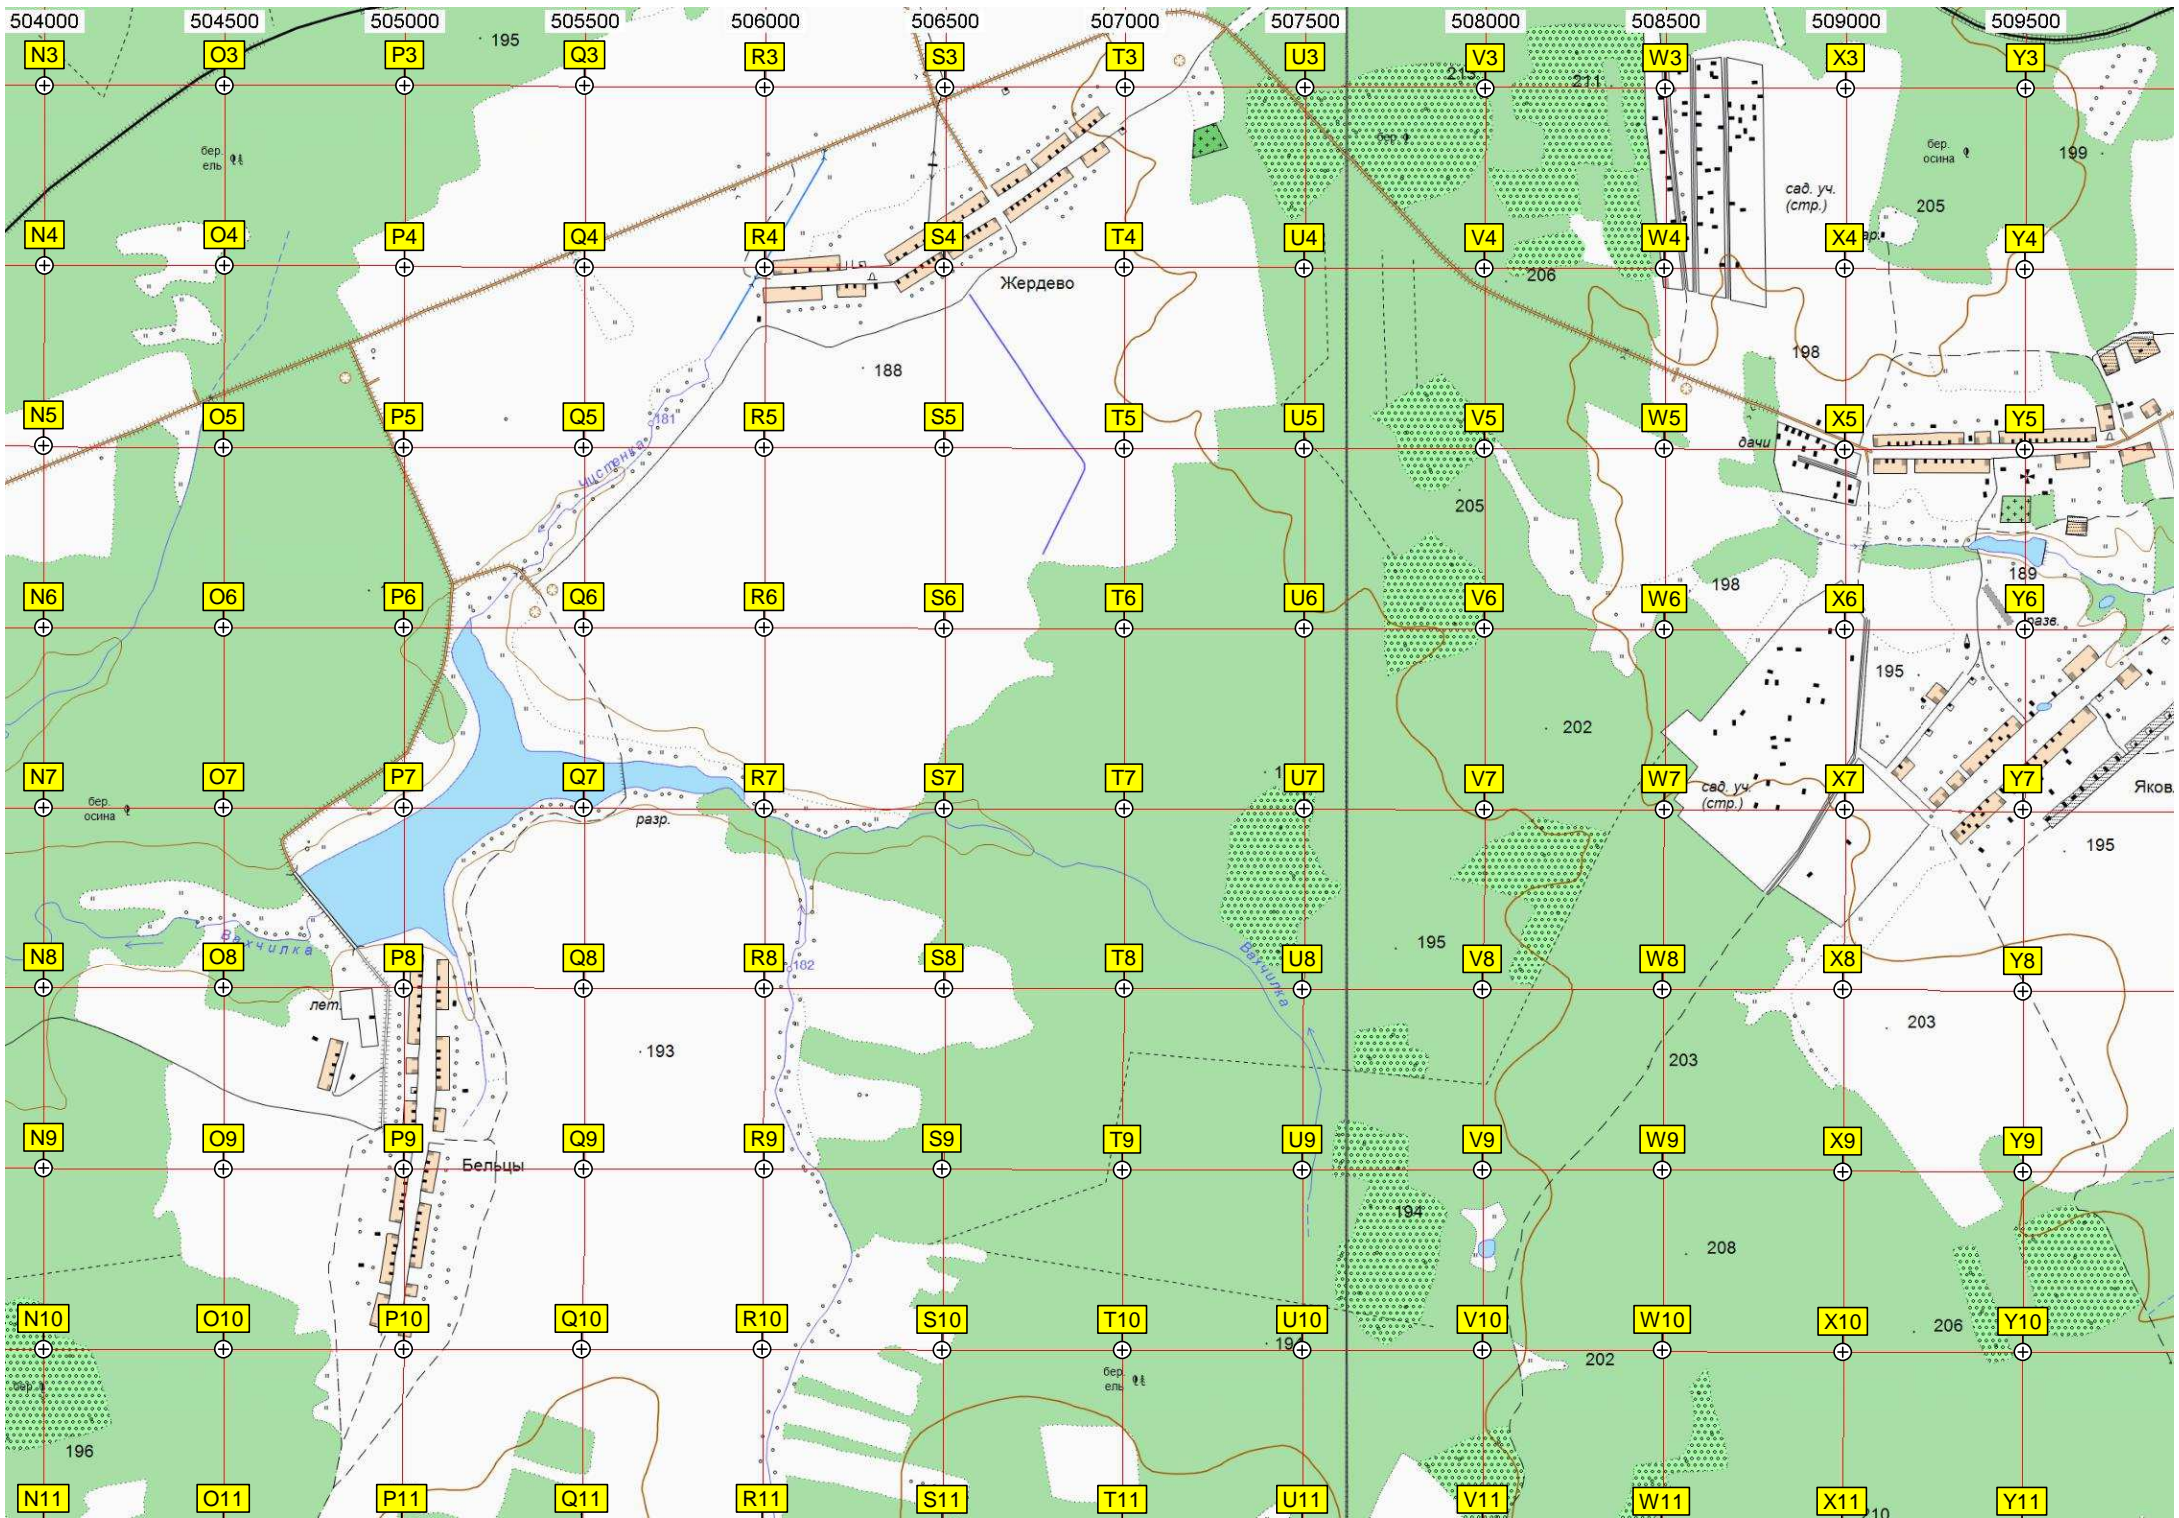 504000 504500 505000 505500 506000 506500 507000 507500 508000 508500 509000 509500
195
N3 O3 P3 Q3 R3 S3 T3 U3 V3 W3 X3 Y3
211
бер.
ель
бер.
бер.
осина
199
сад. уч.
(стр.)
205
N4 O4 P4 Q4 R4 S4 T4 U4 V4 W4 X4 Y4
206
Жердево
198
188
181
N5 O5 P5 Q5 R5 S5 T5 U5 V5 W5 X5 Y5
дачи
Чистенка
205
189
198
N6 O6 P6 Q6 R6 S6 T6 U6 V6 W6 X6 Y6
разв.
195
202
N7 O7 P7 Q7 R7 S7 T7 U7 V7 W7 X7 Y7
бер.
осина
разр.
сад. уч.
(стр.)
Яков
195
Вахчилка
195
Вахчилка
N8 O8 P8 Q8 R8 S8 T8 U8 V8 W8 X8 Y8
182
лет.
203
193
203
N9 O9 P9 Q9 R9 S9 T9 U9 V9 W9 X9 Y9
Бельцы
194
208
N10 O10 P10 Q10 R10 S10 T10 U10 V10 W10 X10 Y10
206
194
202
бер.
ель
бер.
196
N11 O11 P11 Q11 R11 S11 T11 U11 V11 W11 X11 Y11
210